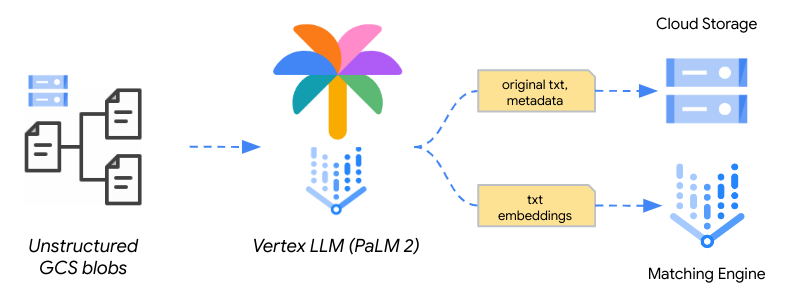 Cloud Storage
original txt,
metadata
txt
embeddings
Unstructured
GCS blobs
Vertex LLM (PaLM 2)
Matching Engine